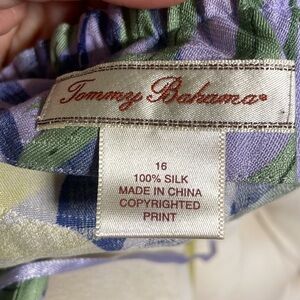 Tommy Bahama®
16
100% SILK
MADE IN CHINA
COPYRIGHTED
PRINT